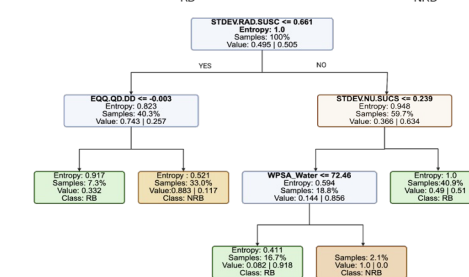 STDEV.RAD.SUSC <= 0.661
Entropy: 1.0
Samples: 100%
Value: 0.495 | 0.505
YES
NO
EQQ.QD.DD <= -0.003
Entropy: 0.823
Samples: 40.3%
Value: 0.743 | 0.257
STDEV.NU.SUCS <= 0.239
Entropy: 0.948
Samples: 59.7%
Value: 0.366 | 0.634
Entropy: 0.917
Samples: 7.3%
Value: 0.332
Class: RB
Entropy : 0.521
Samples: 33.0%
Value:0.883 | 0.117
Class: NRB
WPSA_Water <= 72.46
Entropy: 0.594
Samples: 18.8%
Value: 0.144 | 0.856
Entropy: 1.0
Samples:40.9%
Value: 0.49 | 0.51
Class: RB
Entropy: 0.411
Samples: 16.7%
Value: 0.082 | 0.918
Class: RB
Samples: 2.1%
Value: 1.0 | 0.0
Class: NRB